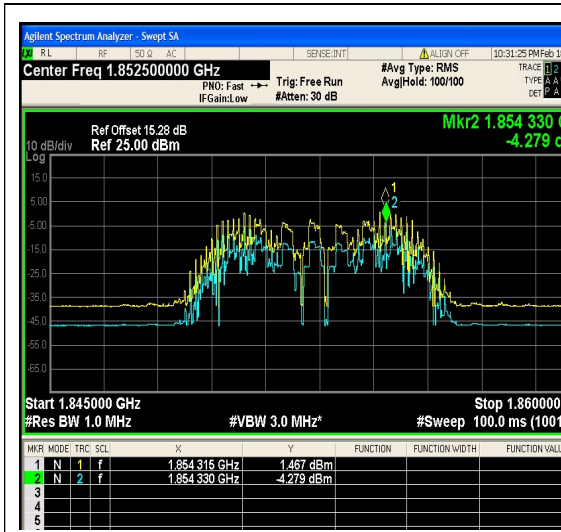 Agilent Spectrum Analyzer - Swept SA
LXI RL RF 50 Ω AC SENSE:INT ALIGN OFF 10:31:25 PM Feb 1
Center Freq 1.852500000 GHz #Avg Type: RMS TRACE 1 2
PNO: Fast Trig: Free Run Avg|Hold: 100/100 TYPE A A
IFGain:Low #Atten: 30 dB DET P A
Mkr2 1.854 330
Ref Offset 15.28 dB
10 dB/div Ref 25.00 dBm -4.279 d
Log
15.0
5.00
-5.00
-15.0
-25.0
-35.0
-45.0
-55.0
-65.0
1
2
Start 1.845000 GHz Stop 1.860000
#Res BW 1.0 MHz #VBW 3.0 MHz* #Sweep 100.0 ms (1001
MKR MODE TRC SCL X Y FUNCTION FUNCTION WIDTH FUNCTION VAL
1 N 1 f 1.854 315 GHz 1.467 dBm
2 N 2 f 1.854 330 GHz -4.279 dBm
3
4
5